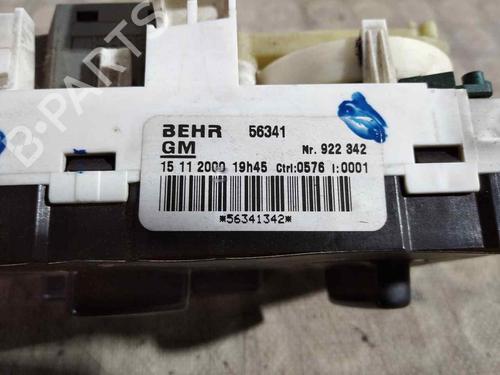 BEHR 56341
GM Nr. 922 342
15 11 2000 19h45 Ctrl:0576 I:0001
*56341342*
B-PARTS